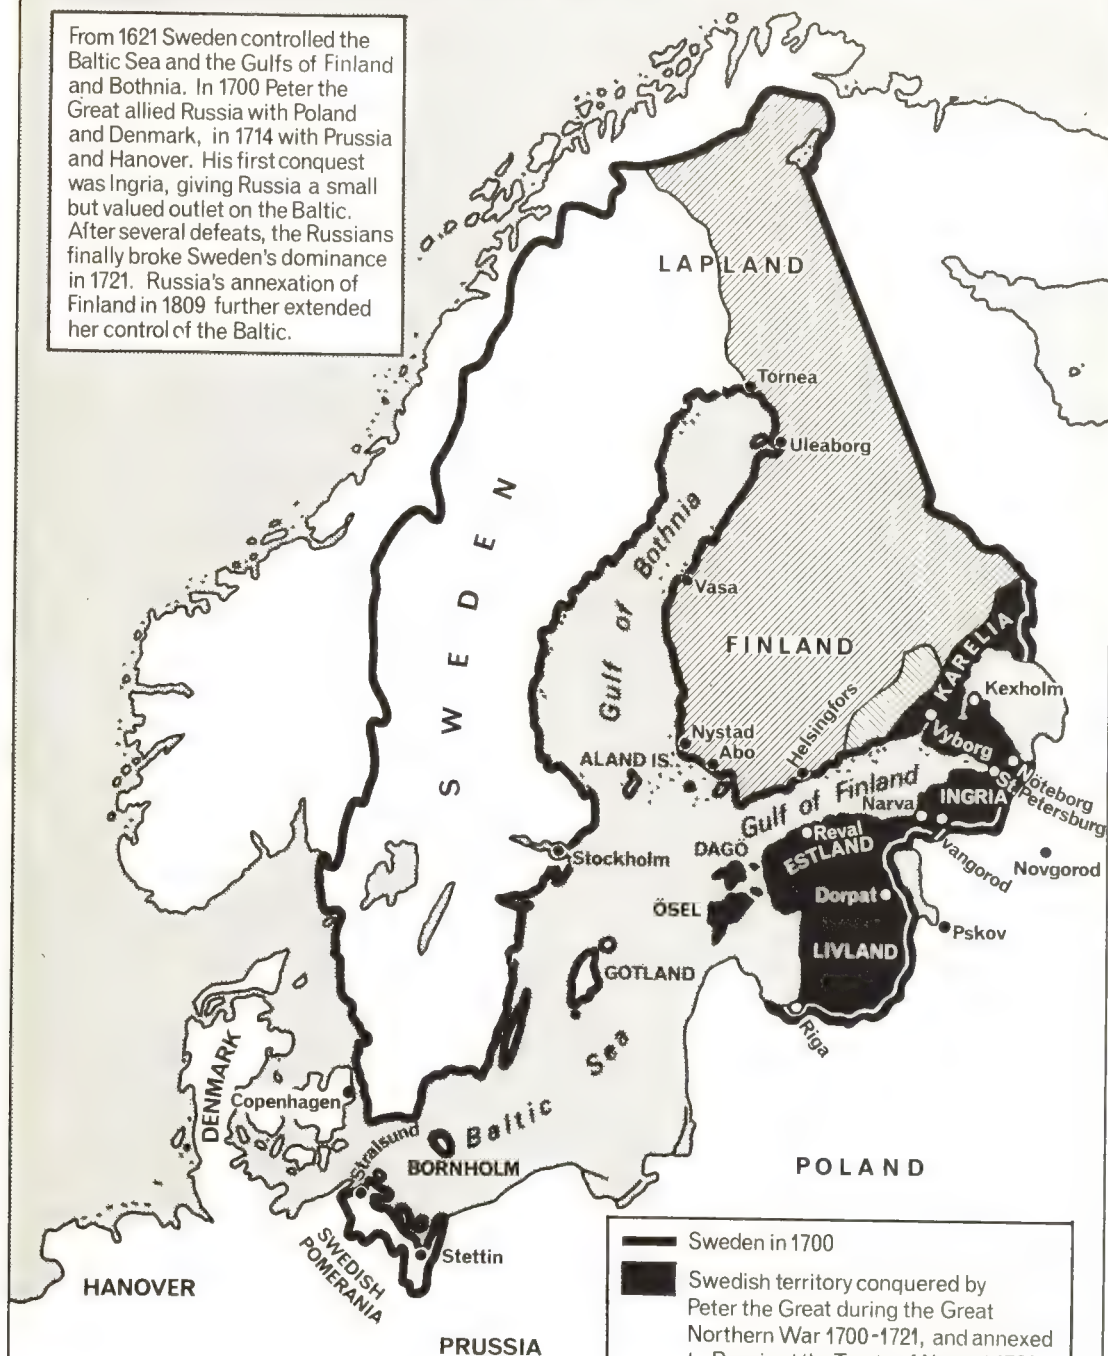 From 1621 Sweden controlled the
Baltic Sea and the Gulfs of Finland
and Bothnia. In 1700 Peter the
Great allied Russia with Poland
and Denmark, in 1714 with Prussia
and Hanover. His first conquest
was Ingria, giving Russia a small
but valued outlet on the Baltic.
After several defeats, the Russians
finally broke Sweden's dominance
in 1721. Russia's annexation of
Finland in 1809 further extended
her control of the Baltic.
LAPLAND
Tornea
Uleaborg
SWEDEN
Gulf of Bothnia
Vasa
FINLAND
KARELIA
Kexholm
Helsingfors
Nystad
Abo
ALAND IS.
Vyborg
Nöteborg
St. Petersburg
Gulf of Finland
Narva
INGRIA
Ivangorod
Novgorod
Stockholm
DAGÖ
Reval
ESTLAND
ÖSEL
Dorpat
Pskov
LIVLAND
GOTLAND
Riga
Baltic Sea
DENMARK
Copenhagen
Stralsund
BORNHOLM
POLAND
SWEDISH
POMERANIA
Stettin
HANOVER
PRUSSIA
Sweden in 1700
Swedish territory conquered by
Peter the Great during the Great
Northern War 1700-1721, and annexed